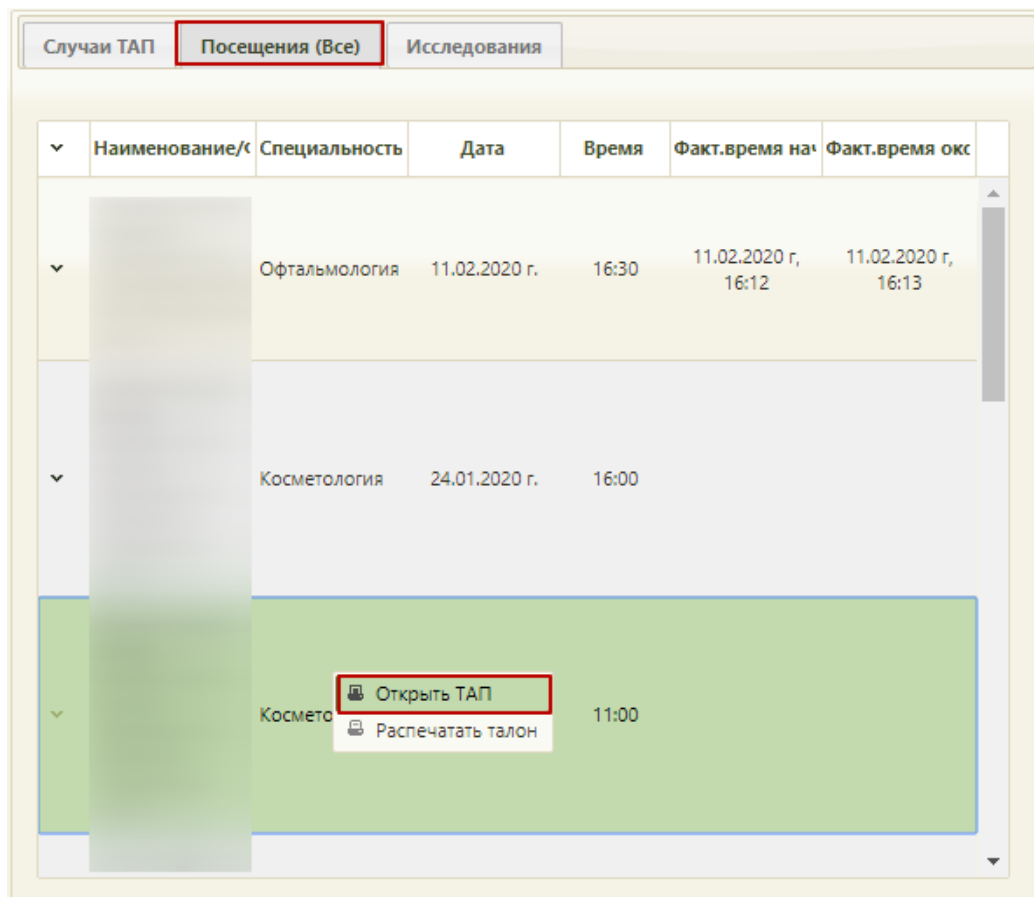 Случаи ТАП Посещения (Все) Исследования
Наименование/ Специальность Дата Время Факт.время нач Факт.время око
Офтальмология 11.02.2020 г. 16:30 11.02.2020 г, 11.02.2020 г,
16:12 16:13
Косметология 24.01.2020 г. 16:00
Открыть ТАП
Космето 11:00
Распечатать талон